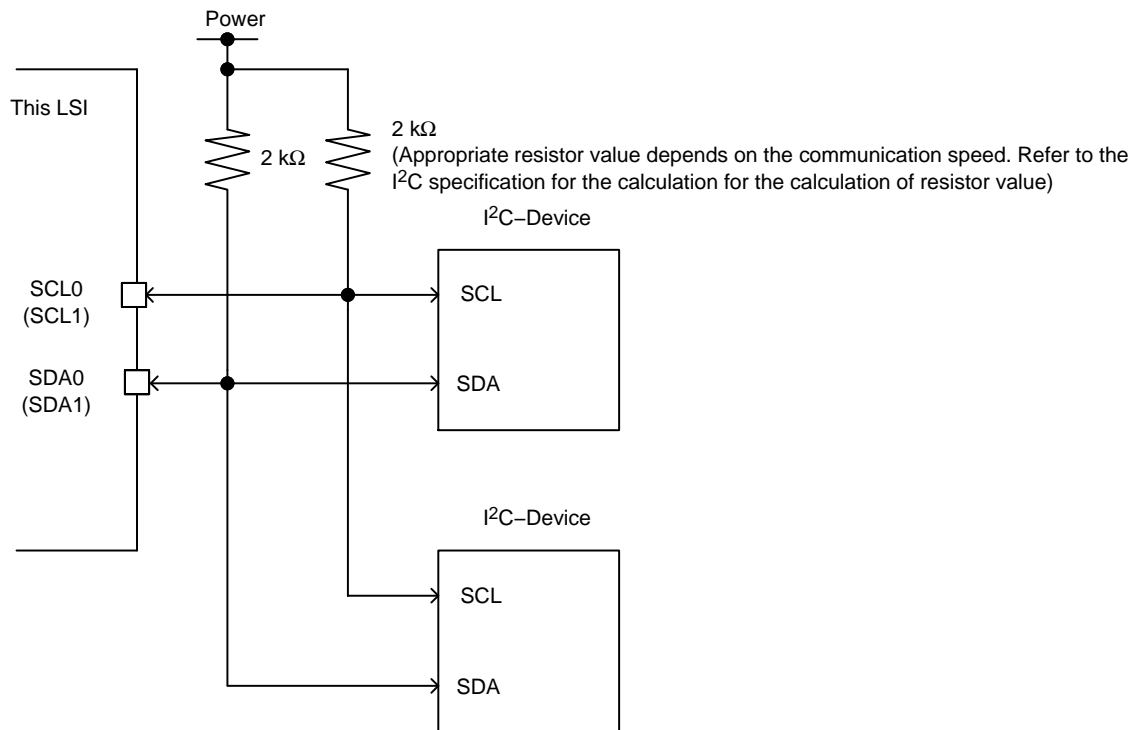 Power
This LSI
2 kΩ
2 kΩ
(Appropriate resistor value depends on the communication speed. Refer to the
I²C specification for the calculation for the calculation of resistor value)
I²C−Device
SCL0
(SCL1)
SCL
SDA0
(SDA1)
SDA
I²C−Device
SCL
SDA